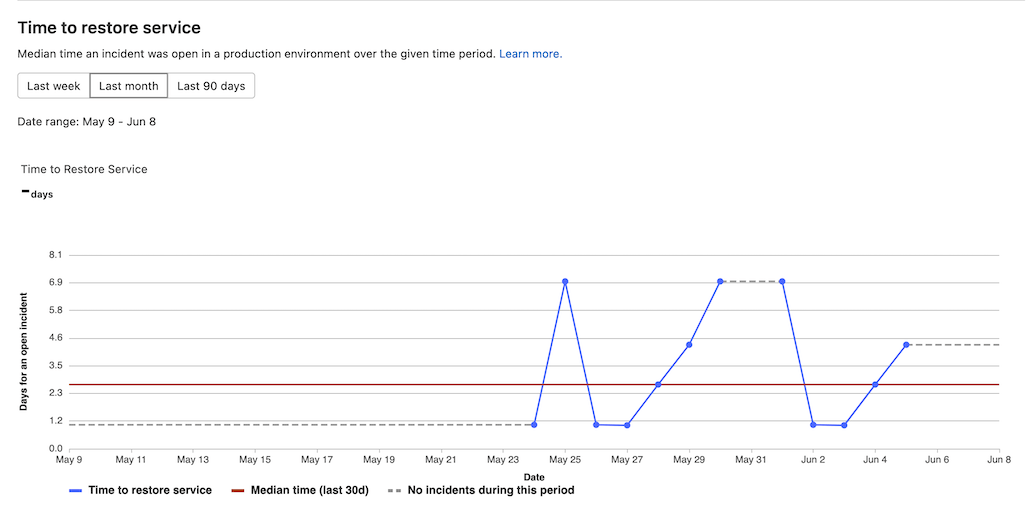 Time to restore service
Median time an incident was open in a production environment over the given time period. Learn more.
Last week Last month Last 90 days
Date range: May 9 - Jun 8
Time to Restore Service
- days
8.1
6.9
5.8
4.6
3.5
2.3
1.2
0.0
Days for an open incident
May 9 May 11 May 13 May 15 May 17 May 19 May 21 May 23 May 25 May 27 May 29 May 31 Jun 2 Jun 4 Jun 6 Jun 8
Date
Time to restore service Median time (last 30d) No incidents during this period